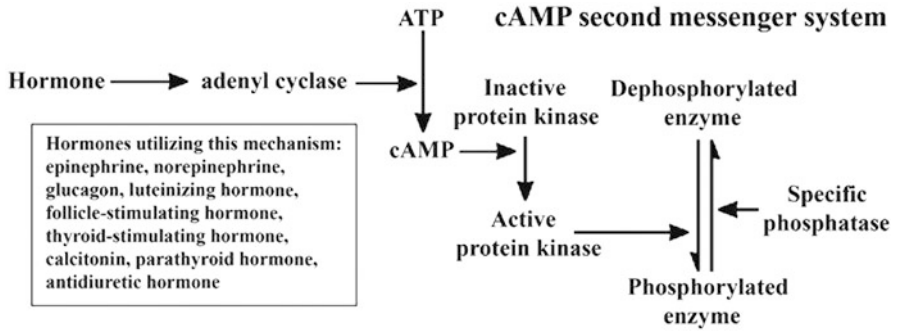 ATP
cAMP second messenger system
Hormone
adenyl cyclase
Inactive
protein kinase
Dephosphorylated
enzyme
Hormones utilizing this mechanism:
epinephrine, norepinephrine,
glucagon, luteinizing hormone,
follicle-stimulating hormone,
thyroid-stimulating hormone,
calcitonin, parathyroid hormone,
antidiuretic hormone
cAMP
Active
protein kinase
Specific
phosphatase
Phosphorylated
enzyme